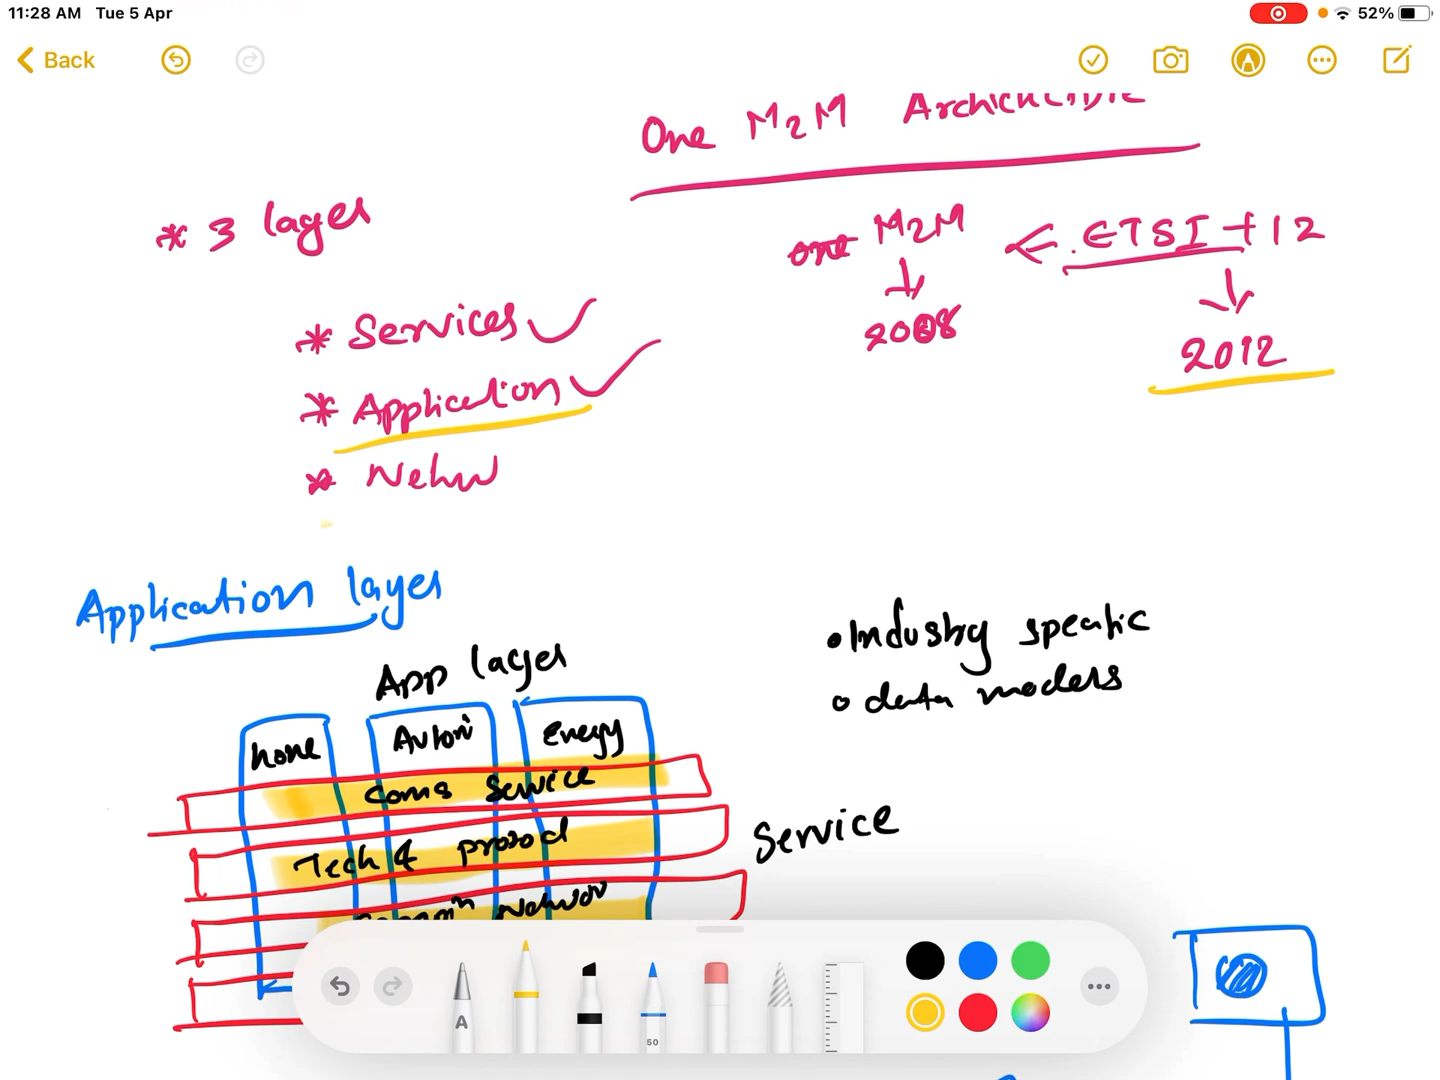 11:28 AM Tue 5 Apr
52%
Back
One M2M Architecture
* 3 layer
one M2M ← ETSI + 12
2008
2012
* Services ✓
* Application ✓
* Netw
Application layer
App layer
• Industry specific
• data models
home Autom Energy
Coms Service
Tech & protocol
Service
Network
A
50